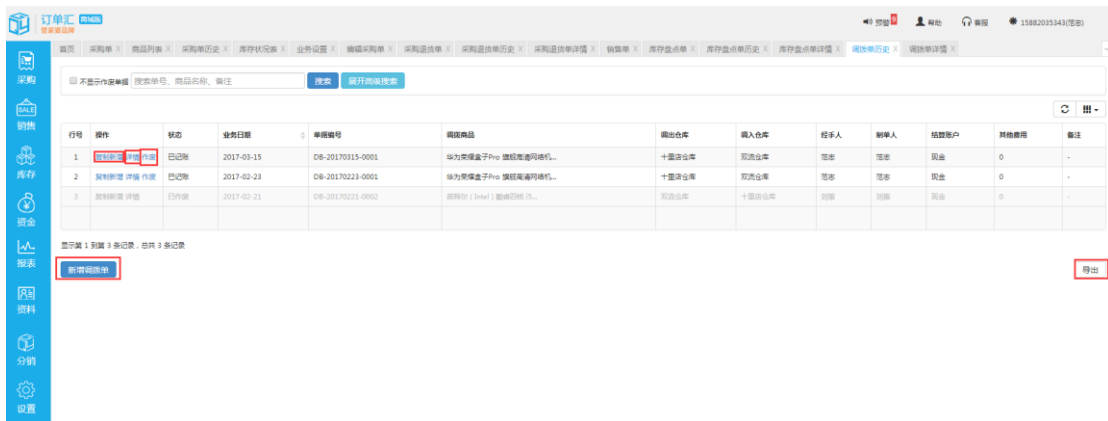 订单汇 商城版
管家婆品牌
预警 9 帮助 客服 15882035343(范志)
首页 采购单 × 商品列表 × 采购单历史 × 库存状况表 × 业务设置 × 编辑采购单 × 采购退货单 × 采购退货单历史 × 采购退货单详情 × 销售单 × 库存盘点单 × 库存盘点单历史 × 库存盘点单详情 × 调拨单历史 × 调拨单详情 ×
采购
SALE
销售
库存
资金
报表
资料
分销
设置
不显示作废单据 搜索单号、商品名称、备注 搜索 展开高级搜索
行号 操作 状态 业务日期 单据编号 调拨商品 调出仓库 调入仓库 经手人 制单人 结算账户 其他费用 备注
1 复制新增 详情 作废 已记账 2017-03-15 DB-20170315-0001 华为荣耀盒子Pro 旗舰高清网络机... 十里店仓库 双流仓库 范志 范志 现金 0 -
2 复制新增 详情 作废 已记账 2017-02-23 DB-20170223-0001 华为荣耀盒子Pro 旗舰高清网络机... 十里店仓库 双流仓库 范志 范志 现金 0 -
3 复制新增 详情 已作废 2017-02-21 DB-20170221-0002 英特尔 ( Intel ) 酷睿四核 i5... 双流仓库 十里店仓库 现金 0 -
显示第 1 到第 3 条记录，总共 3 条记录
新增调拨单 导出